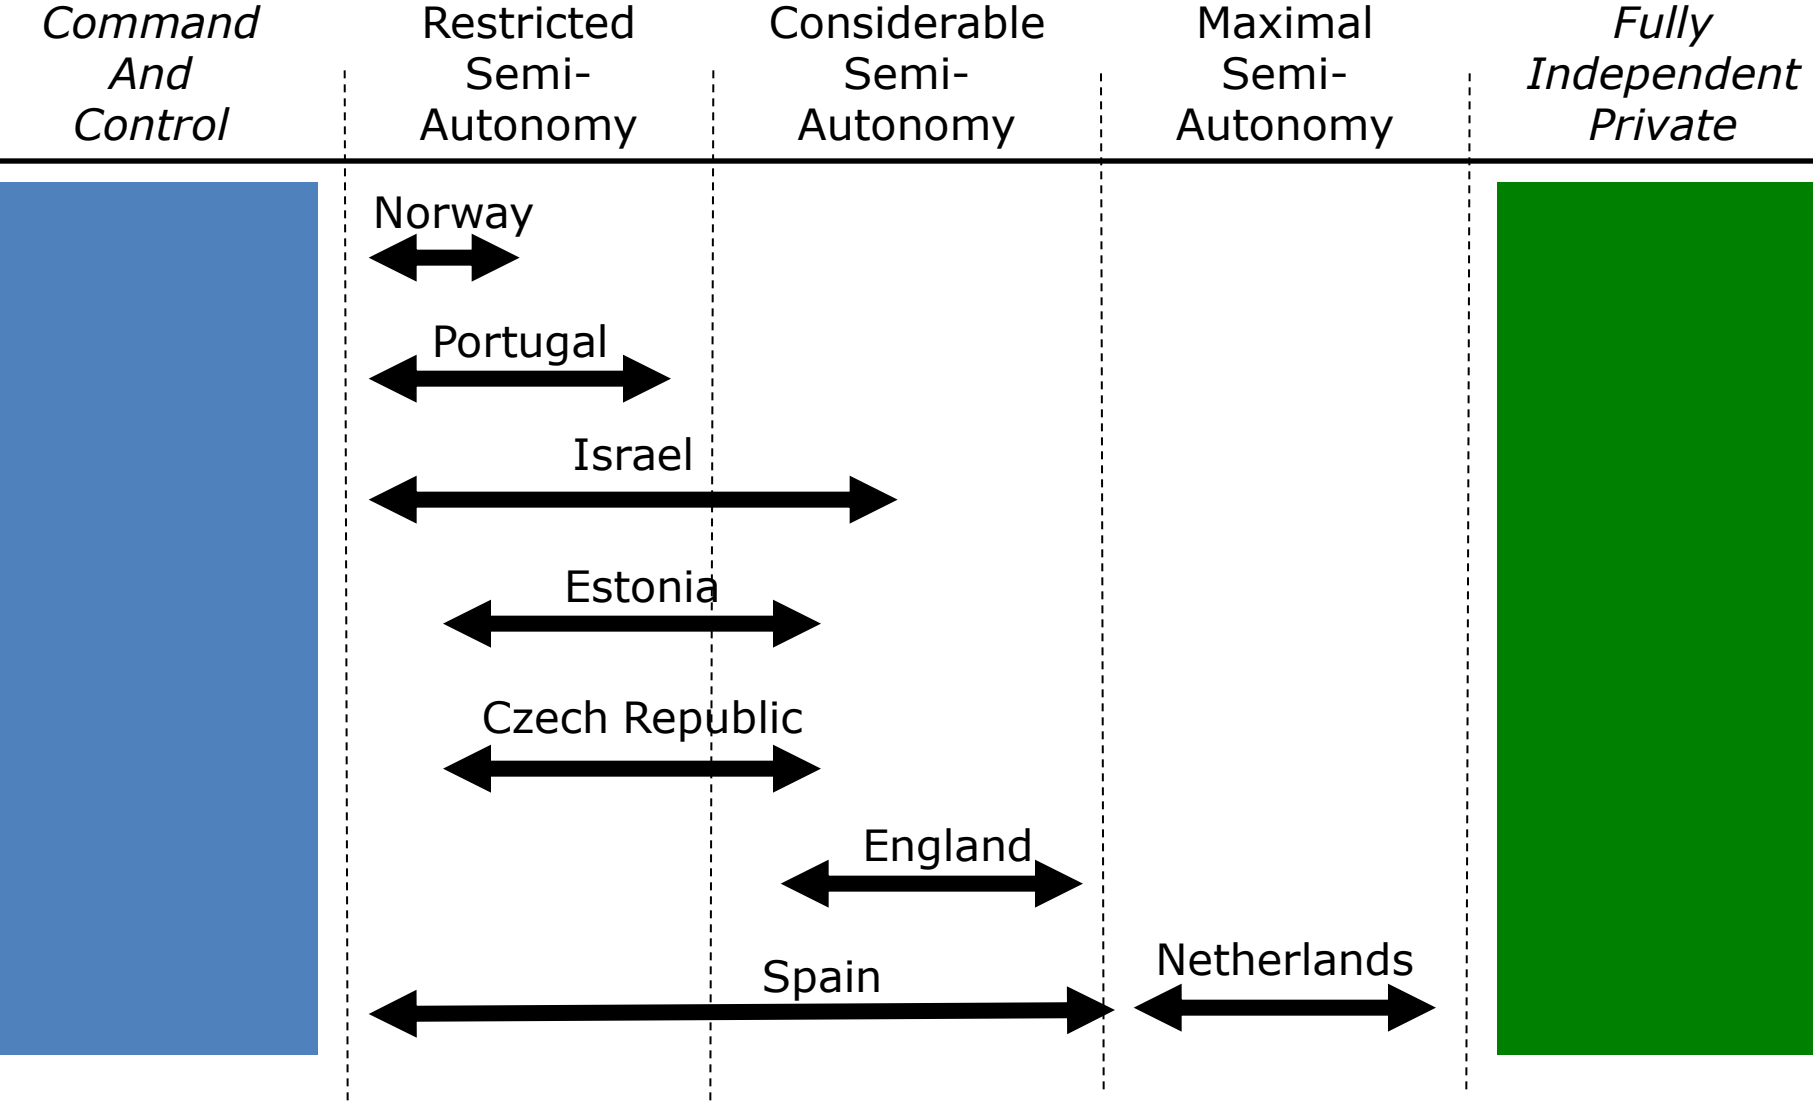 Command
And
Control
Restricted
Semi-
Autonomy
Considerable
Semi-
Autonomy
Maximal
Semi-
Autonomy
Fully
Independent
Private
Norway
Portugal
Israel
Estonia
Czech Republic
England
Spain
Netherlands